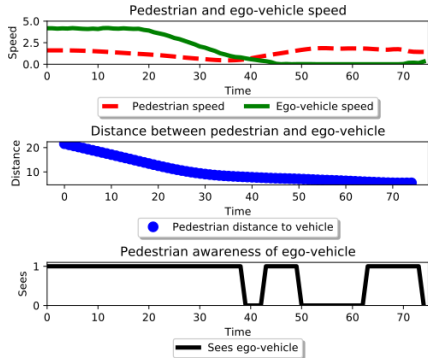 Pedestrian and ego-vehicle speed
5.0
2.5
0.0
Speed
0 10 20 30 40 50 60 70
Time
Pedestrian speed Ego-vehicle speed
Distance between pedestrian and ego-vehicle
20
10
Distance
0 10 20 30 40 50 60 70
Time
Pedestrian distance to vehicle
Pedestrian awareness of ego-vehicle
1
0
Sees
0 10 20 30 40 50 60 70
Time
Sees ego-vehicle